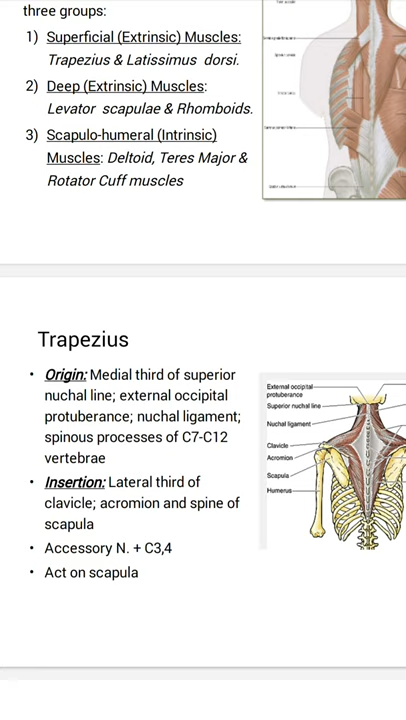 three groups:
1) Superficial (Extrinsic) Muscles:
Trapezius & Latissimus dorsi.
2) Deep (Extrinsic) Muscles:
Levator scapulae & Rhomboids.
3) Scapulo-humeral (Intrinsic)
Muscles: Deltoid, Teres Major &
Rotator Cuff muscles
Trapezius
• Origin: Medial third of superior
nuchal line; external occipital
protuberance; nuchal ligament;
spinous processes of C7-C12
vertebrae
• Insertion: Lateral third of
clavicle; acromion and spine of
scapula
• Accessory N. + C3,4
• Act on scapula
External occipital
protuberance
Superior nuchal line
Nuchal ligament
Clavicle
Acromion
Scapula
Humerus